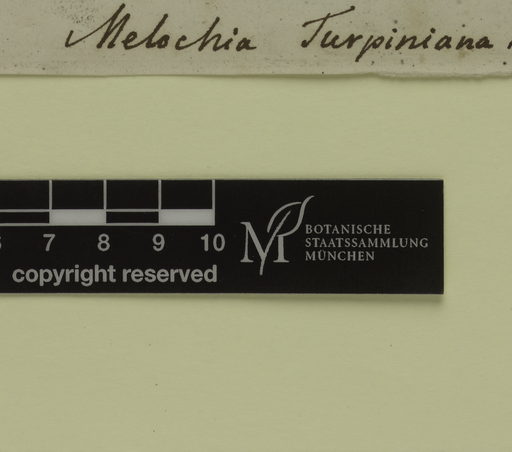 Melochia Turpiniana
7 8 9 10
copyright reserved
BOTANISCHE
STAATSSAMMLUNG
MÜNCHEN